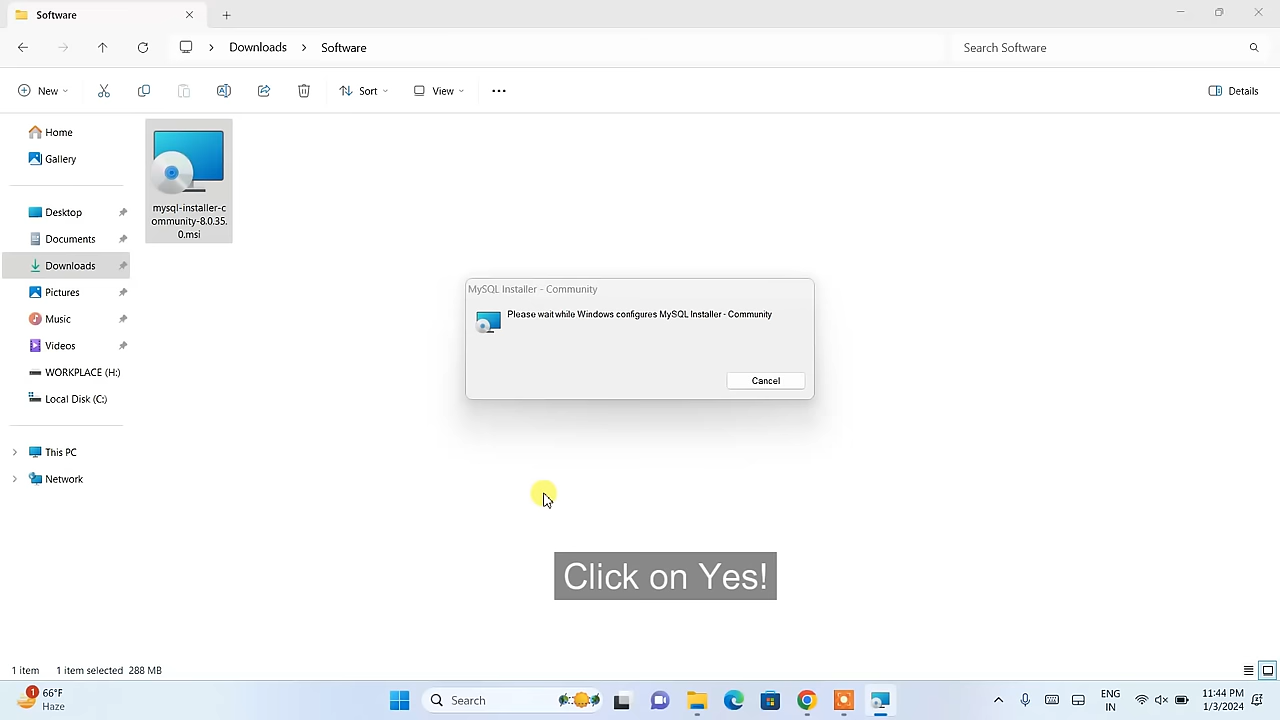 Software
Downloads
Software
Search Software
New
Sort
View
Details
Home
Gallery
Desktop
Documents
Downloads
Pictures
Music
Videos
WORKPLACE (H:)
Local Disk (C:)
This PC
Network
mysql-installer-c
ommunity-8.0.35.
0.msi
MySQL Installer - Community
Please wait while Windows configures MySQL Installer - Community
Cancel
Click on Yes!
1 item 1 item selected 288 MB
1
66°F
Haze
Search
ENG
IN
11:44 PM
1/3/2024